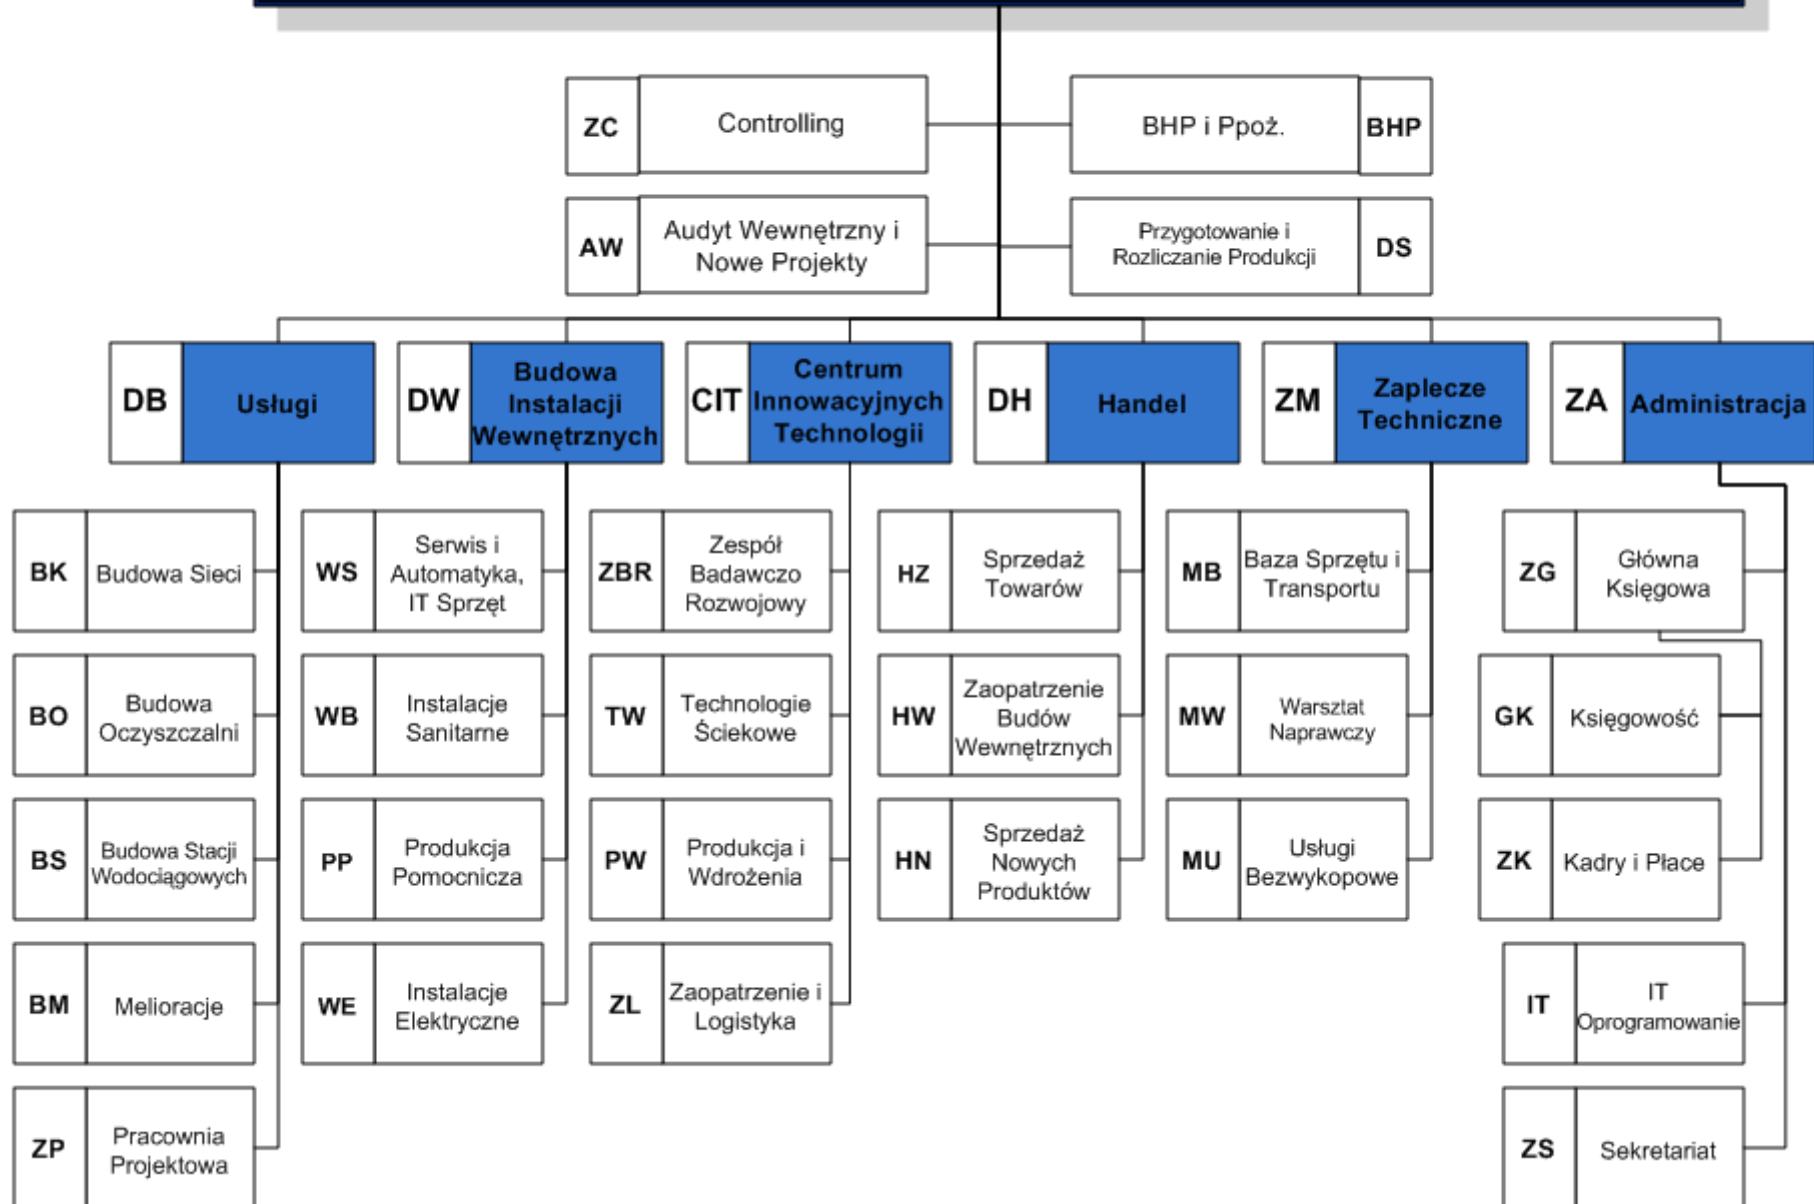 ZC
Controlling
BHP i Ppoż.
BHP
AW
Audyt Wewnętrzny i
Nowe Projekty
Przygotowanie i
Rozliczanie Produkcji
DS
DB
Usługi
DW
Budowa
Instalacji
Wewnętrznych
CIT
Centrum
Innowacyjnych
Technologii
DH
Handel
ZM
Zaplecze
Techniczne
ZA
Administracja
BK
Budowa Sieci
WS
Serwis i
Automatyka,
IT Sprzęt
ZBR
Zespół
Badawczo
Rozwojowy
HZ
Sprzedaż
Towarów
MB
Baza Sprzętu i
Transportu
ZG
Główna
Księgowa
BO
Budowa
Oczyszczalni
WB
Instalacje
Sanitarne
TW
Technologie
Ściekowe
HW
Zaopatrzenie
Budów
Wewnętrznych
MW
Warsztat
Naprawczy
GK
Księgowość
BS
Budowa Stacji
Wodociągowych
PP
Produkcja
Pomocnicza
PW
Produkcja i
Wdrożenia
HN
Sprzedaż
Nowych
Produktów
MU
Usługi
Bezwykopowe
ZK
Kadry i Płace
BM
Melioracje
WE
Instalacje
Elektryczne
ZL
Zaopatrzenie i
Logistyka
IT
IT
Oprogramowanie
ZP
Pracownia
Projektowa
ZS
Sekretariat